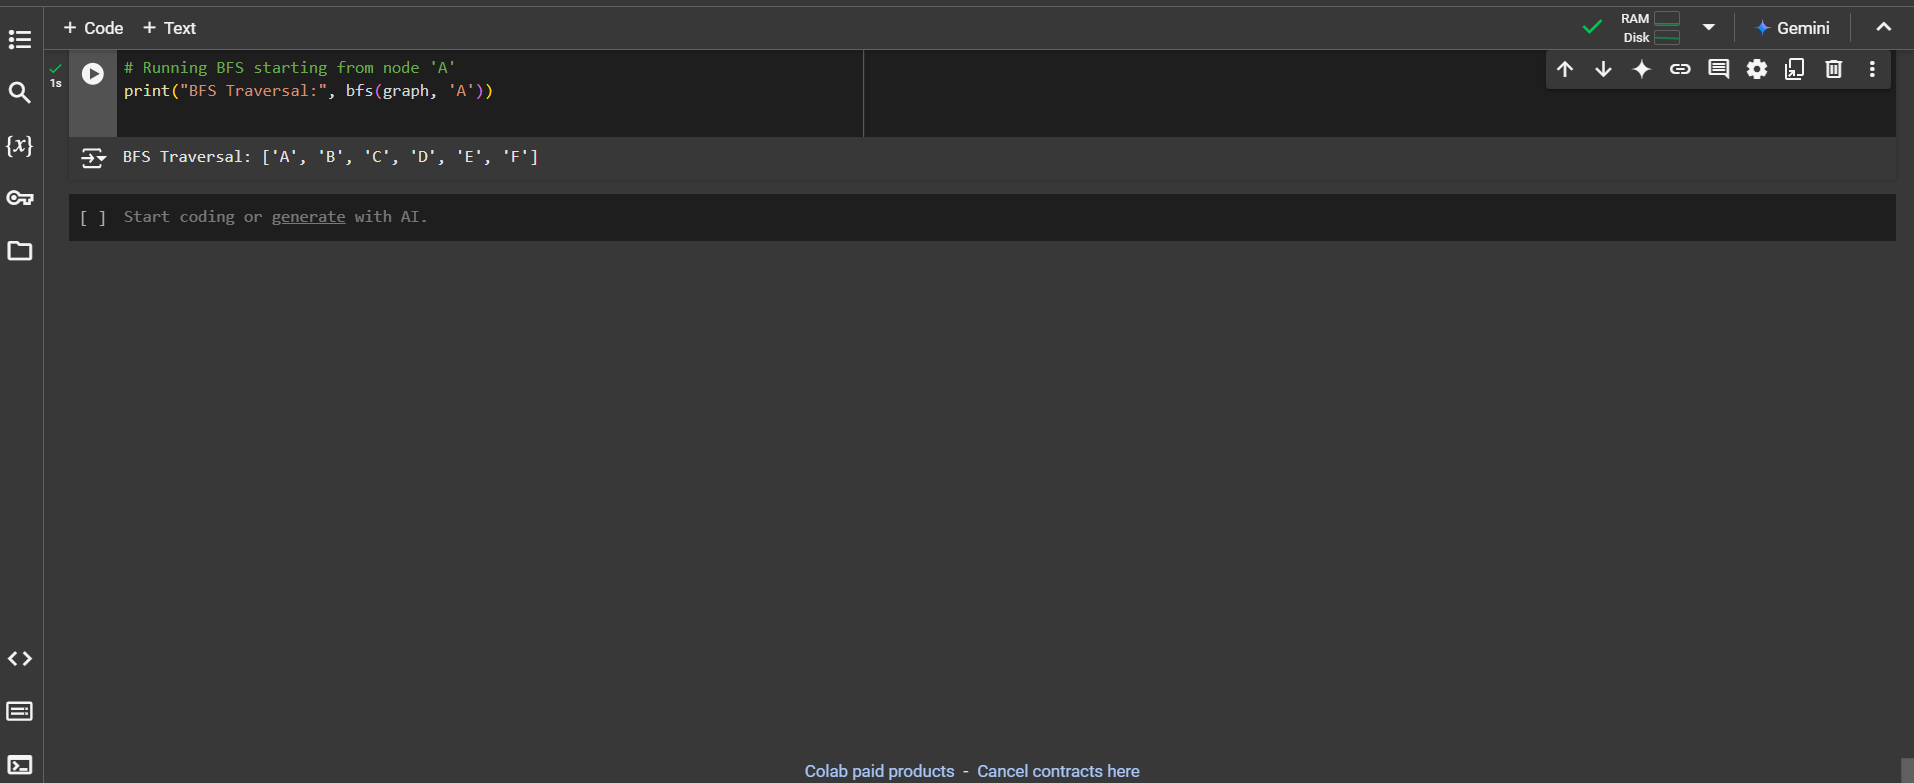 + Code + Text
RAM
Disk
Gemini
1s
# Running BFS starting from node 'A'
print("BFS Traversal:", bfs(graph, 'A'))
{x}
BFS Traversal: ['A', 'B', 'C', 'D', 'E', 'F']
[ ] Start coding or generate with AI.
Colab paid products - Cancel contracts here